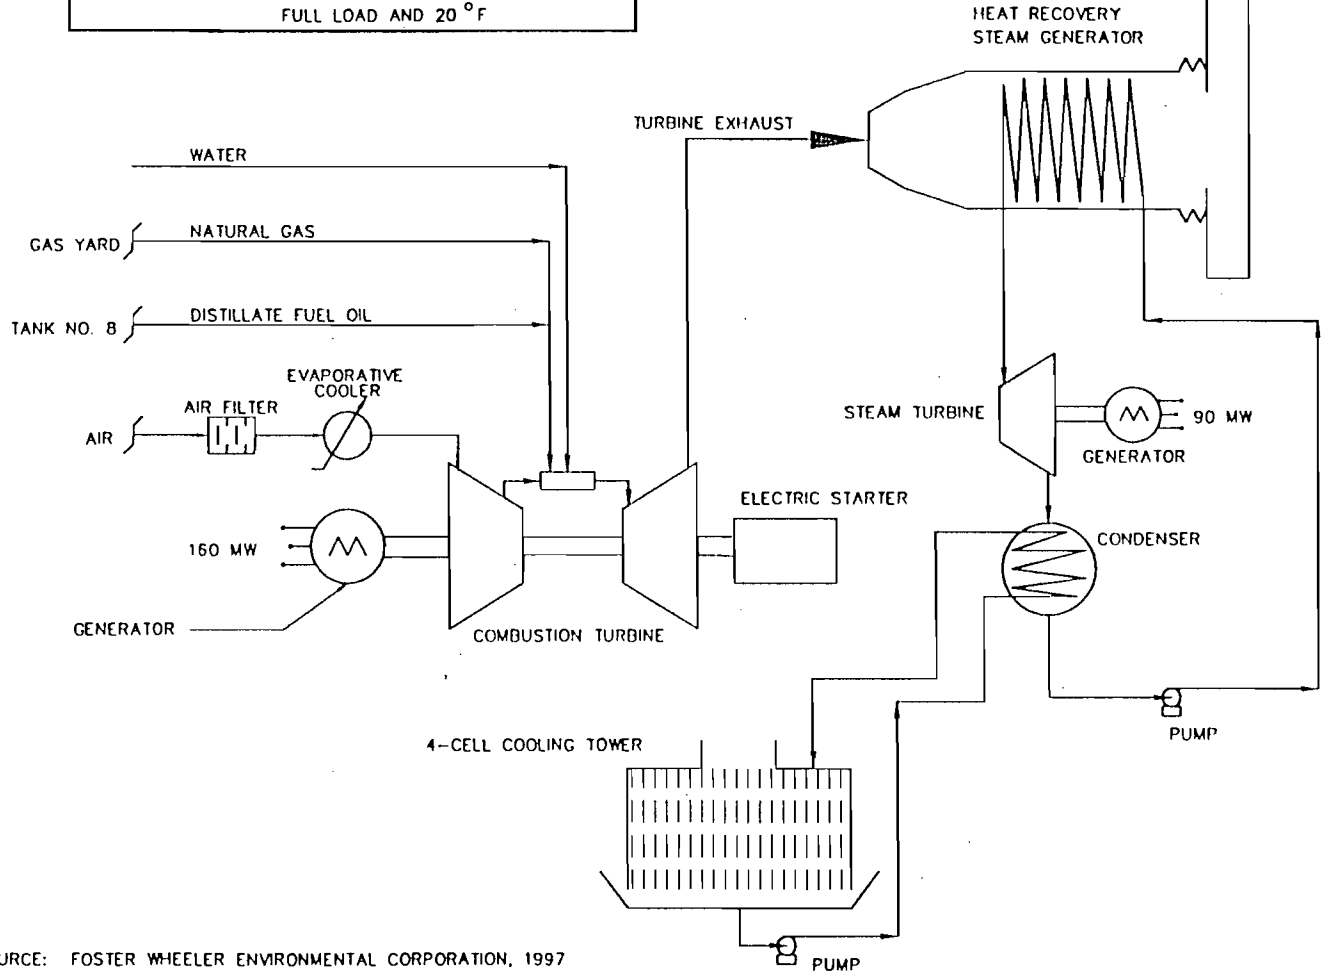 FULL LOAD AND 20 °F
HEAT RECOVERY
STEAM GENERATOR
TURBINE EXHAUST
WATER
NATURAL GAS
GAS YARD
DISTILLATE FUEL OIL
TANK NO. 8
EVAPORATIVE
COOLER
AIR FILTER
AIR
STEAM TURBINE
90 MW
GENERATOR
ELECTRIC STARTER
160 MW
CONDENSER
GENERATOR
COMBUSTION TURBINE
PUMP
4-CELL COOLING TOWER
URCE: FOSTER WHEELER ENVIRONMENTAL CORPORATION, 1997
PUMP